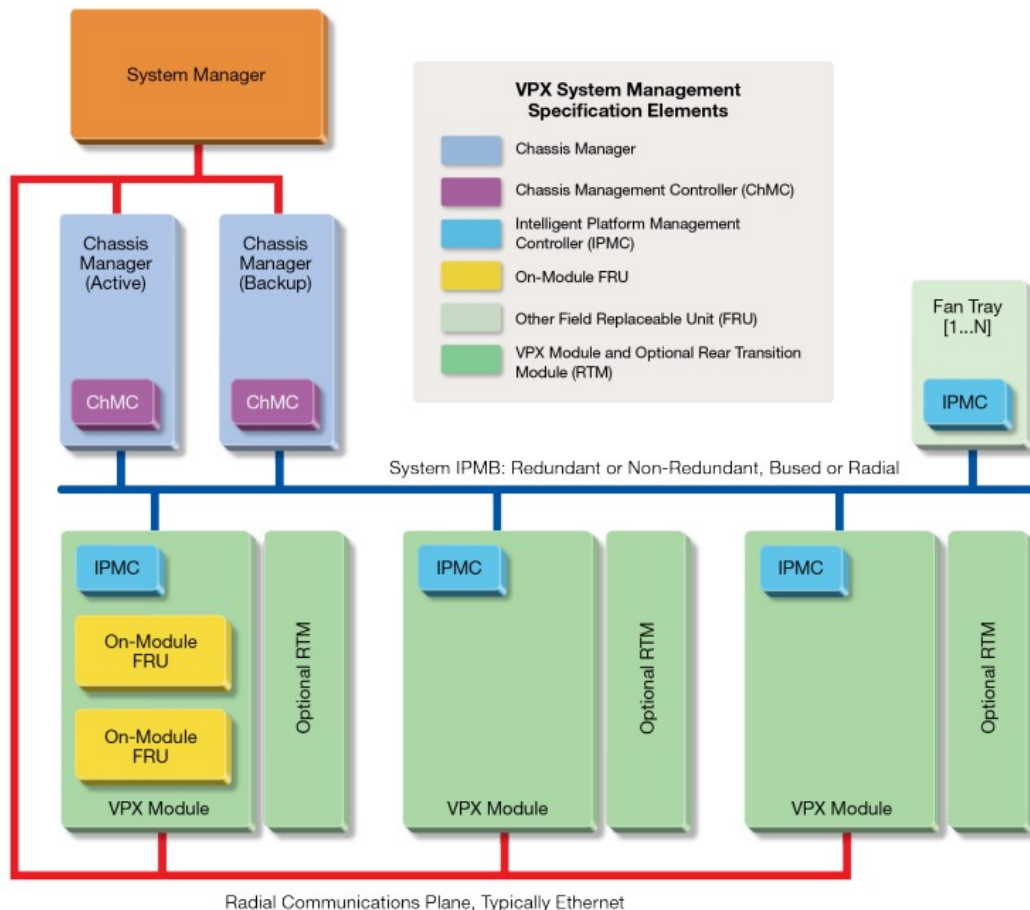 System Manager
VPX System Management
Specification Elements
Chassis Manager
Chassis Management Controller (ChMC)
Intelligent Platform Management
Controller (IPMC)
On-Module FRU
Other Field Replaceable Unit (FRU)
VPX Module and Optional Rear Transition
Module (RTM)
Chassis
Manager
(Active)
ChMC
Chassis
Manager
(Backup)
ChMC
Fan Tray
[1...N]
IPMC
System IPMB: Redundant or Non-Redundant, Bused or Radial
IPMC
On-Module
FRU
On-Module
FRU
VPX Module
Optional RTM
IPMC
VPX Module
Optional RTM
IPMC
VPX Module
Optional RTM
Radial Communications Plane, Typically Ethernet